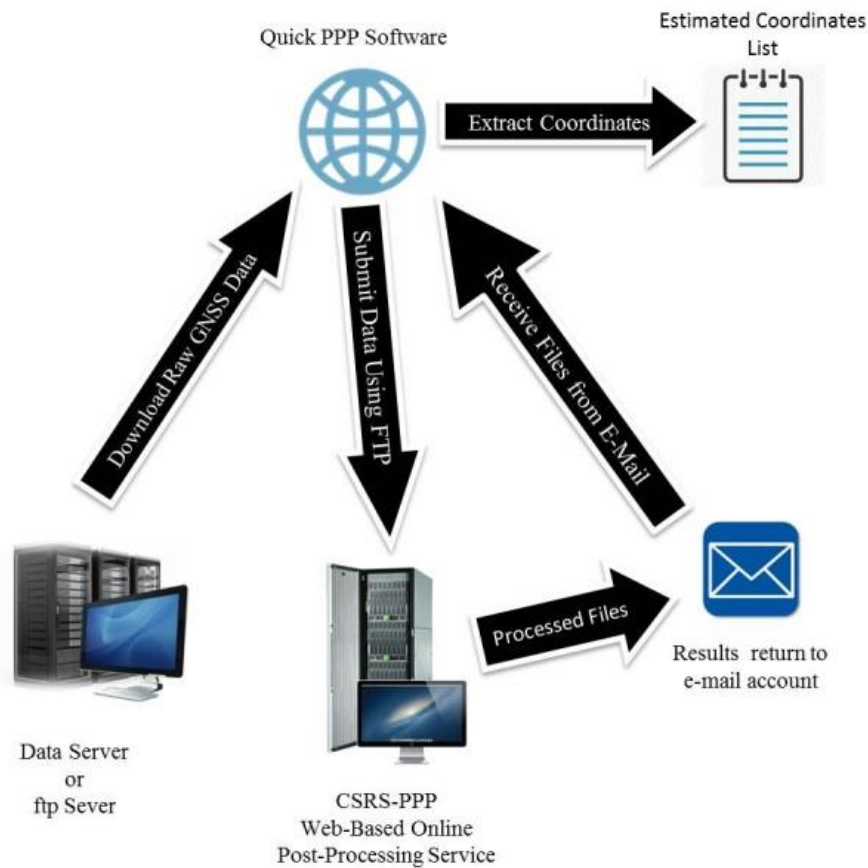 Quick PPP Software
Estimated Coordinates
List
Extract Coordinates
Download Raw GNSS Data
Submit Data Using FTP
Receive Files from E-Mail
Processed Files
Results return to
e-mail account
Data Server
or
ftp Sever
CSRS-PPP
Web-Based Online
Post-Processing Service